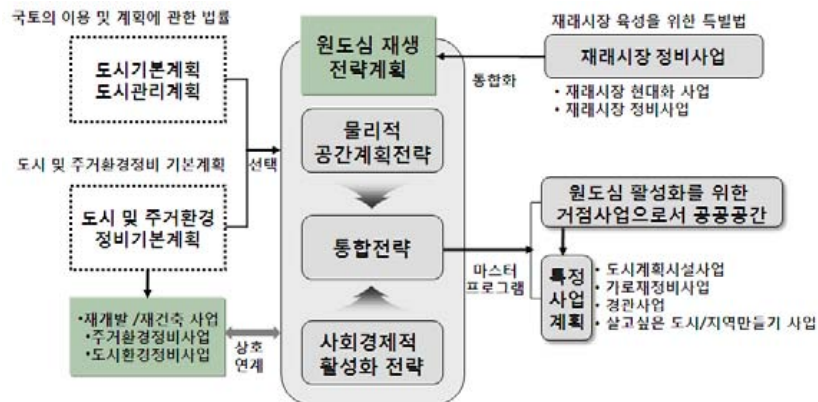 국토의 이용 및 계획에 관한 법률
도시기본계획
도시관리계획
도시 및 주거환경정비 기본계획
선택
도시 및 주거환경
정비기본계획
•재개발 /재건축 사업
•주거환경정비사업
•도시환경정비사업
상호
연계
원도심 재생
전략계획
물리적
공간계획전략
통합전략
사회경제적
활성화 전략
재래시장 육성을 위한 특별법
재래시장 정비사업
통합화
• 재래시장 현대화 사업
• 재래시장 정비사업
원도심 활성화를 위한
거점사업으로서 공공공간
마스터
프로그램
특정
사업
계획
• 도시계획시설사업
• 가로재정비사업
• 경관사업
• 살고싶은 도시/지역만들기 사업